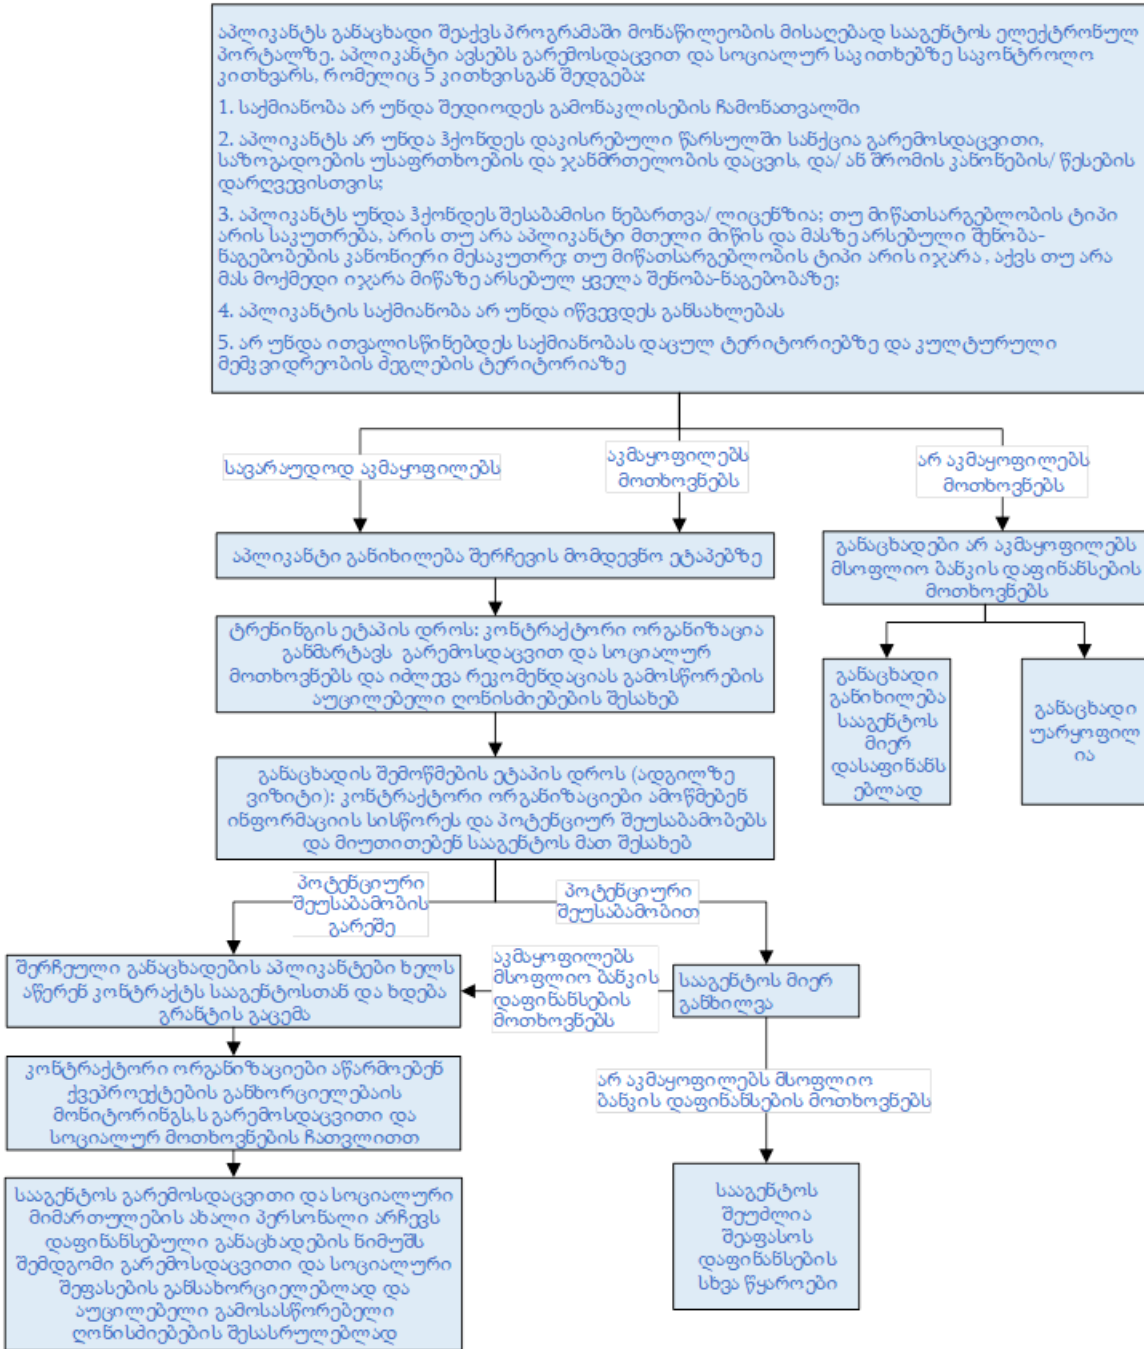 აპლიკანტს განაცხადი შეაქვს პროგრამაში მონაწილეობის მისაღებად სააგენტოს ელექტრონულ
პორტალზე. აპლიკანტი ავსებს გარემოსდაცვით და სოციალურ საკითხებზე საკონტროლო
კითხვარს, რომელიც 5 კითხვისგან შედგება:
1. საქმიანობა არ უნდა შედიოდეს გამონაკლისების ჩამონათვალში
2. აპლიკანტს არ უნდა ჰქონდეს დაკისრებული წარსულში სანქცია გარემოსდაცვითი,
საზოგადოების უსაფრთხოების და ჯანმრთელობის დაცვის, და/ ან შრომის კანონების/ წესების
დარღვევისთვის;
3. აპლიკანტს უნდა ჰქონდეს შესაბამისი ნებართვა/ ლიცენზია; თუ მიწათსარგებლობის ტიპი
არის საკუთრება, არის თუ არა აპლიკანტი მთელი მიწის და მასზე არსებული შენობა-
ნაგებობების კანონიერი მესაკუთრე; თუ მიწათსარგებლობის ტიპი არის იჯარა , აქვს თუ არა
მას მოქმედი იჯარა მიწაზე არსებულ ყველა შენობა-ნაგებობაზე;
4. აპლიკანტის საქმიანობა არ უნდა იწვევდეს განსახლებას
5. არ უნდა ითვალისწინებდეს საქმიანობას დაცულ ტერიტორიებზე და კულტურული
მემკვიდრეობის ძეგლების ტერიტორიაზე
სავარაუდოდ აკმაყოფილებს
აკმაყოფილებს
მოთხოვნებს
არ აკმაყოფილებს
მოთხოვნებს
აპლიკანტი განიხილება შერჩევის მომდევნო ეტაპებზე
განაცხადები არ აკმაყოფილებს
მსოფლიო ბანკის დაფინანსების
მოთხოვნებს
ტრენინგის ეტაპის დროს: კონტრაქტორი ორგანიზაცია
განმარტავს გარემოსდაცვით და სოციალურ
მოთხოვნებს და იძლევა რეკომენდაციას გამოსწორების
აუცილებელი ღონისძიებების შესახებ
განაცხადი
განიხილება
სააგენტოს
მიერ
დასაფინანს
ებლად
განაცხადი
უარყოფილ
ია
განაცხადის შემოწმების ეტაპის დროს (ადგილზე
ვიზიტი): კონტრაქტორი ორგანიზაციები ამოწმებენ
ინფორმაციის სისწორეს და პოტენციურ შეუსაბამობებს
და მიუთითებენ სააგენტოს მათ შესახებ
პოტენციური
შეუსაბამობის
გარეშე
პოტენციური
შეუსაბამობით
შერჩეული განაცხადების აპლიკანტები ხელს
აწერენ კონტრაქტს სააგენტოსთან და ხდება
გრანტის გაცემა
აკმაყოფილებს
მსოფლიო ბანკის
დაფინანსების
მოთხოვნებს
სააგენტოს მიერ
განხილვა
კონტრაქტორი ორგანიზაციები აწარმოებენ
ქვეპროექტების განხორციელებაის
მონიტორინგს,ს გარემოსდაცვითი და
სოციალურ მოთხოვნების ჩათვლითთ
არ აკმაყოფილებს მსოფლიო
ბანკის დაფინანსების მოთხოვნებს
სააგენტოს გარემოსდაცვითი და სოციალური
მიმართულების ახალი პერსონალი არჩევს
დაფინანსებული განაცხადების ნიმუშს
შემდგომი გარემოსდაცვითი და სოციალური
შეფასების განსახორციელებლად და
აუცილებელი გამოსასწორებელი
ღონისძიებების შესასრულებლად
სააგენტოს
შეუძლია
შეაფასოს
დაფინანსების
სხვა წყაროები